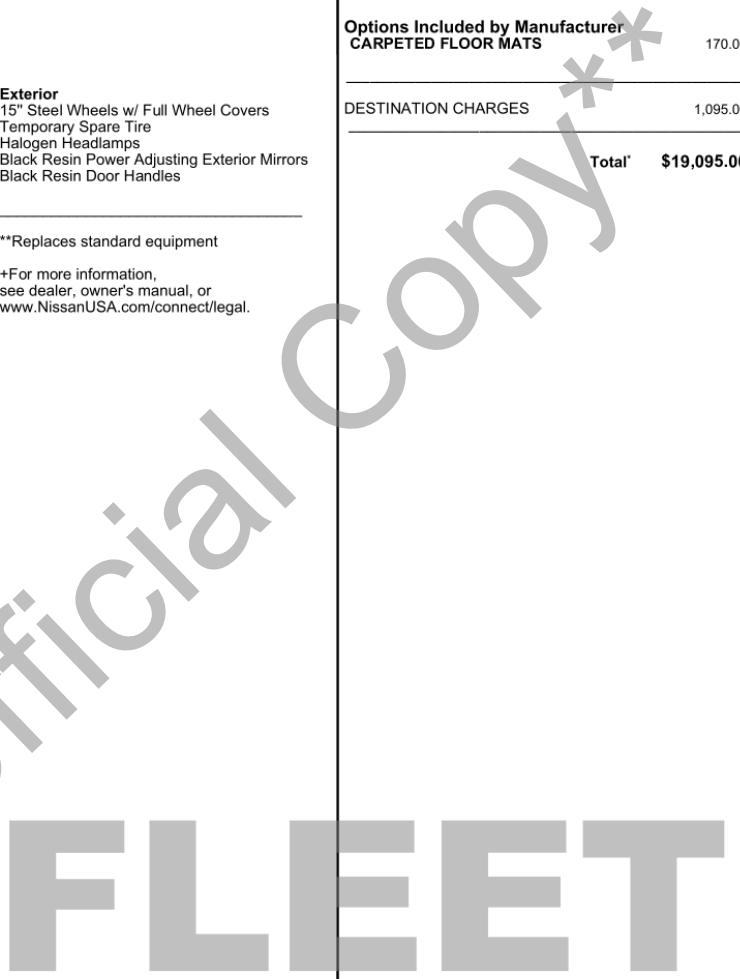 Exterior
15" Steel Wheels w/ Full Wheel Covers
Temporary Spare Tire
Halogen Headlamps
Black Resin Power Adjusting Exterior Mirrors
Black Resin Door Handles
**Replaces standard equipment
+For more information,
see dealer, owner's manual, or
www.NissanUSA.com/connect/legal.
Options Included by Manufacturer
CARPETED FLOOR MATS 170.0
DESTINATION CHARGES 1,095.0
Total* $19,095.00
fficial Copy**
FLEET